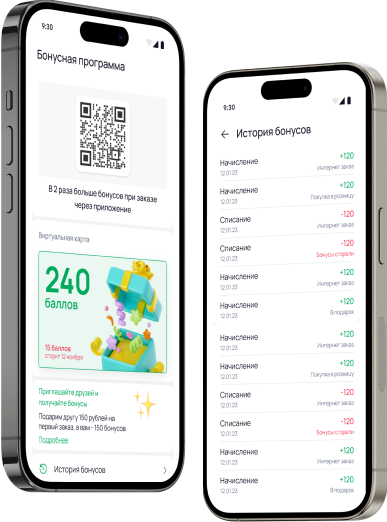 9:30
Бонусная программа
В 2 раза больше бонусов при заказе
через приложение
Виртуальная карта
240
баллов
15 баллов
сгорит 12 ноября
Приглашайте друзей и
получайте бонусы
Подарим другу 150 рублей на
первый заказ, а вам - 150 бонусов
Подробнее
История бонусов
9:30
История бонусов
Начисление +120
12.01.23 Интернет заказ
Начисление +120
12.01.23 Покупка в розницу
Списание -120
12.01.23 Интернет заказ
Списание -120
12.01.23 Бонусы сгорели
Начисление +120
12.01.23 Интернет заказ
Начисление +120
12.01.23 В подарок
Начисление +120
12.01.23 Интернет заказ
Начисление +120
12.01.23 Покупка в розницу
Списание -120
12.01.23 Интернет заказ
Списание -120
12.01.23 Бонусы сгорели
Начисление +120
12.01.23 Интернет заказ
Начисление +120
12.01.23 В подарок